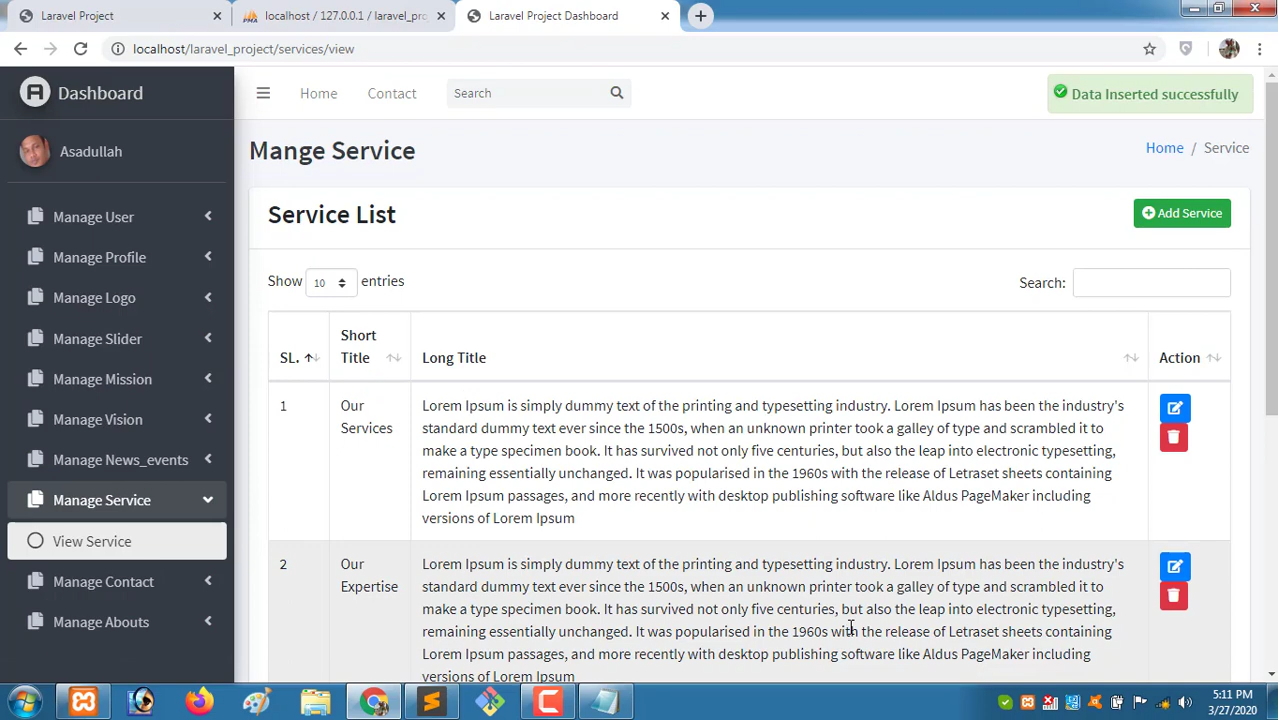 Laravel Project
localhost / 127.0.0.1 / laravel_pro
Laravel Project Dashboard
localhost/laravel_project/services/view
Dashboard
Home
Contact
Search
Data Inserted successfully
Asadullah
Mange Service
Home / Service
Manage User
Manage Profile
Manage Logo
Manage Slider
Manage Mission
Manage Vision
Manage News_events
Manage Service
View Service
Manage Contact
Manage Abouts
Service List
Add Service
Show 10 entries
Search:
SL.
Short
Title
Long Title
Action
1
Our
Services
Lorem Ipsum is simply dummy text of the printing and typesetting industry. Lorem Ipsum has been the industry's
standard dummy text ever since the 1500s, when an unknown printer took a galley of type and scrambled it to
make a type specimen book. It has survived not only five centuries, but also the leap into electronic typesetting,
remaining essentially unchanged. It was popularised in the 1960s with the release of Letraset sheets containing
Lorem Ipsum passages, and more recently with desktop publishing software like Aldus PageMaker including
versions of Lorem Ipsum
2
Our
Expertise
Lorem Ipsum is simply dummy text of the printing and typesetting industry. Lorem Ipsum has been the industry's
standard dummy text ever since the 1500s, when an unknown printer took a galley of type and scrambled it to
make a type specimen book. It has survived not only five centuries, but also the leap into electronic typesetting,
remaining essentially unchanged. It was popularised in the 1960s with the release of Letraset sheets containing
Lorem Ipsum passages, and more recently with desktop publishing software like Aldus PageMaker including
versions of Lorem Ipsum
5:11 PM
3/27/2020